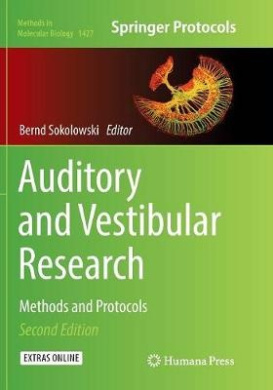 Methods in
Molecular Biology 1427
Springer Protocols
Bernd Sokolowski Editor
Auditory
and Vestibular
Research
Methods and Protocols
Second Edition
EXTRAS ONLINE
Humana Press